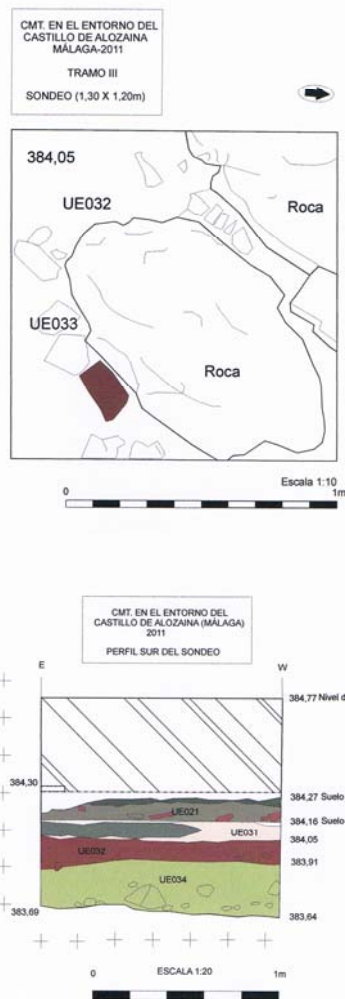 CMT. EN EL ENTORNO DEL
CASTILLO DE ALOZAINA
MÁLAGA-2011
TRAMO III
SONDEO (1,30 X 1,20m)
384,05
UE032
Roca
UE033
Roca
Escala 1:10
0 1m
CMT. EN EL ENTORNO DEL
CASTILLO DE ALOZAINA (MÁLAGA)
2011
PERFIL SUR DEL SONDEO
E W
384,77 Nivel d
384,30
384,27 Suelo
UE021
384,16 Suelo
UE031
384,05
UE032
383,91
UE034
383,69
383,64
ESCALA 1:20
0 1m